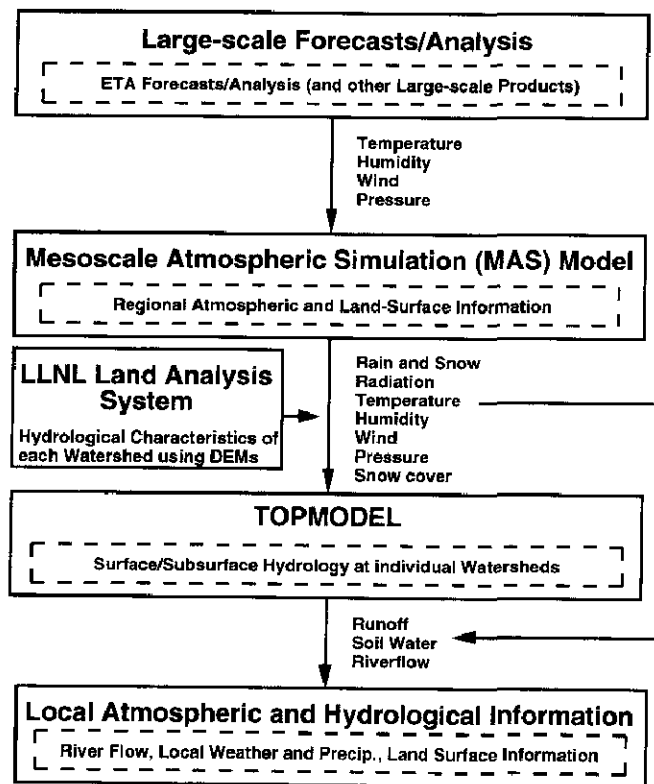 Large-scale Forecasts/Analysis
ETA Forecasts/Analysis (and other Large-scale Products)
Temperature
Humidity
Wind
Pressure
Mesoscale Atmospheric Simulation (MAS) Model
Regional Atmospheric and Land-Surface Information
LLNL Land Analysis
System
Hydrological Characteristics of
each Watershed using DEMs
Rain and Snow
Radiation
Temperature
Humidity
Wind
Pressure
Snow cover
TOPMODEL
Surface/Subsurface Hydrology at individual Watersheds
Runoff
Soil Water
Riverflow
Local Atmospheric and Hydrological Information
River Flow, Local Weather and Precip., Land Surface Information